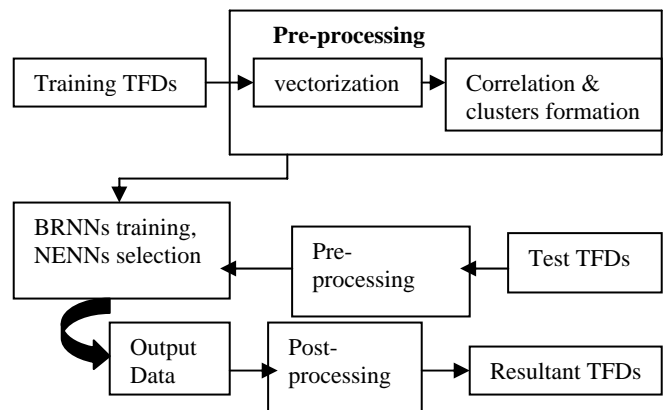 Pre-processing
Training TFDs
vectorization
Correlation &
clusters formation
BRNNs training,
NENNs selection
Pre-
processing
Test TFDs
Output
Data
Post-
processing
Resultant TFDs